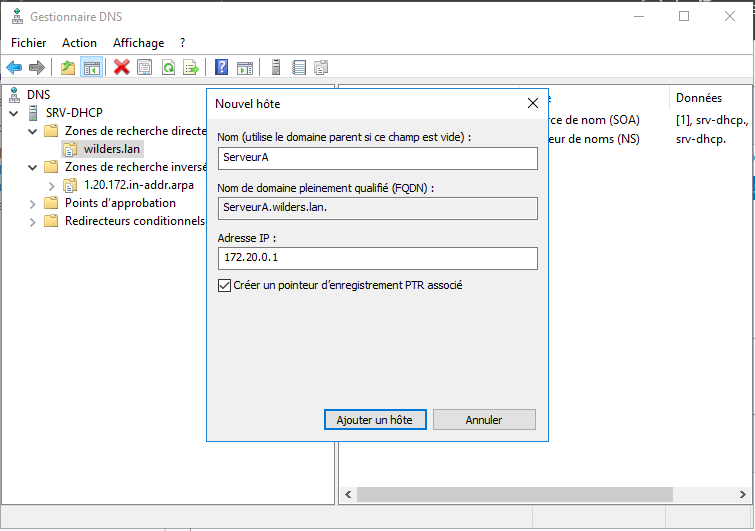 Gestionnaire DNS
Fichier Action Affichage ?
DNS
SRV-DHCP
Zones de recherche directe
wilders.lan
Zones de recherche inversé
1.20.172.in-addr.arpa
Points d'approbation
Redirecteurs conditionnels
Nouvel hôte
Nom (utilise le domaine parent si ce champ est vide) :
ServeurA
Nom de domaine pleinement qualifié (FQDN) :
ServeurA.wilders.lan.
Adresse IP :
172.20.0.1
Créer un pointeur d'enregistrement PTR associé
Ajouter un hôte Annuler
Données
rce de nom (SOA) [1], srv-dhcp.,
eur de noms (NS) srv-dhcp.